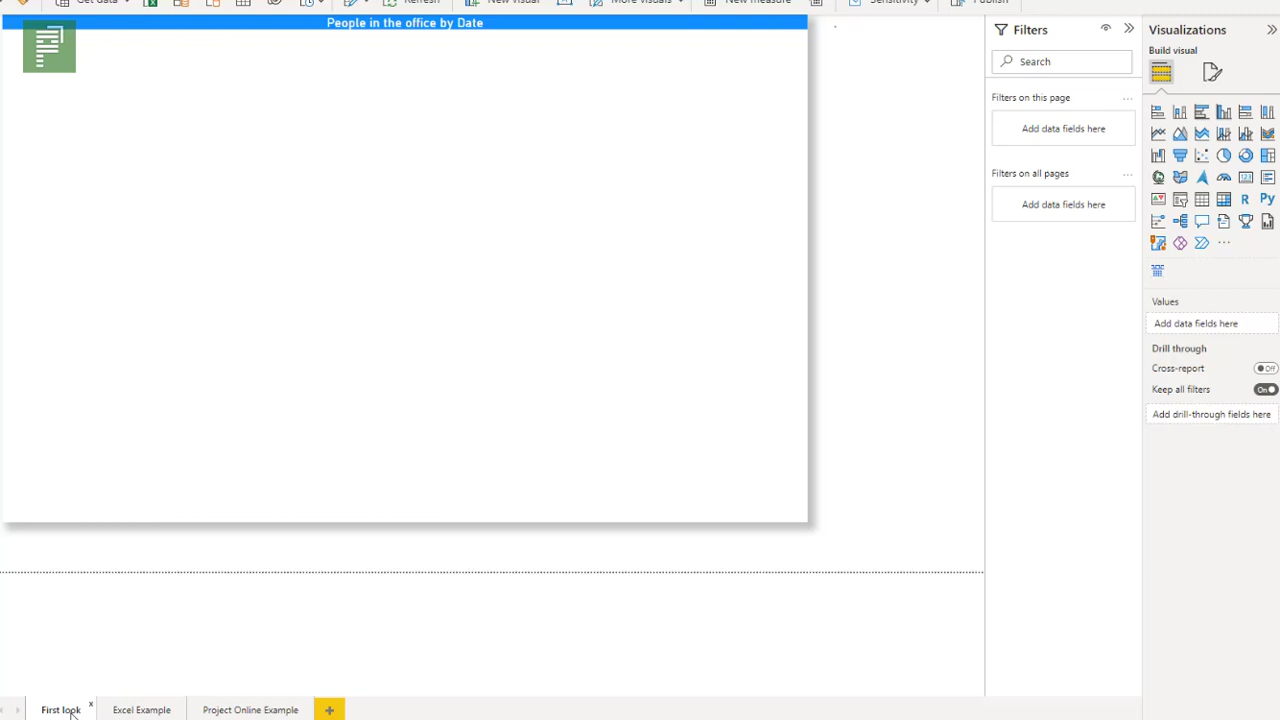 Get data
Refresh
New visual
More visuals
New measure
Sensitivity
Publish
People in the office by Date
Filters
Search
Filters on this page
...
Add data fields here
Filters on all pages
...
Add data fields here
Visualizations
Build visual
123
R
Py
...
Values
Add data fields here
Drill through
Cross-report
Off
Keep all filters
On
Add drill-through fields here
First look
Excel Example
Project Online Example